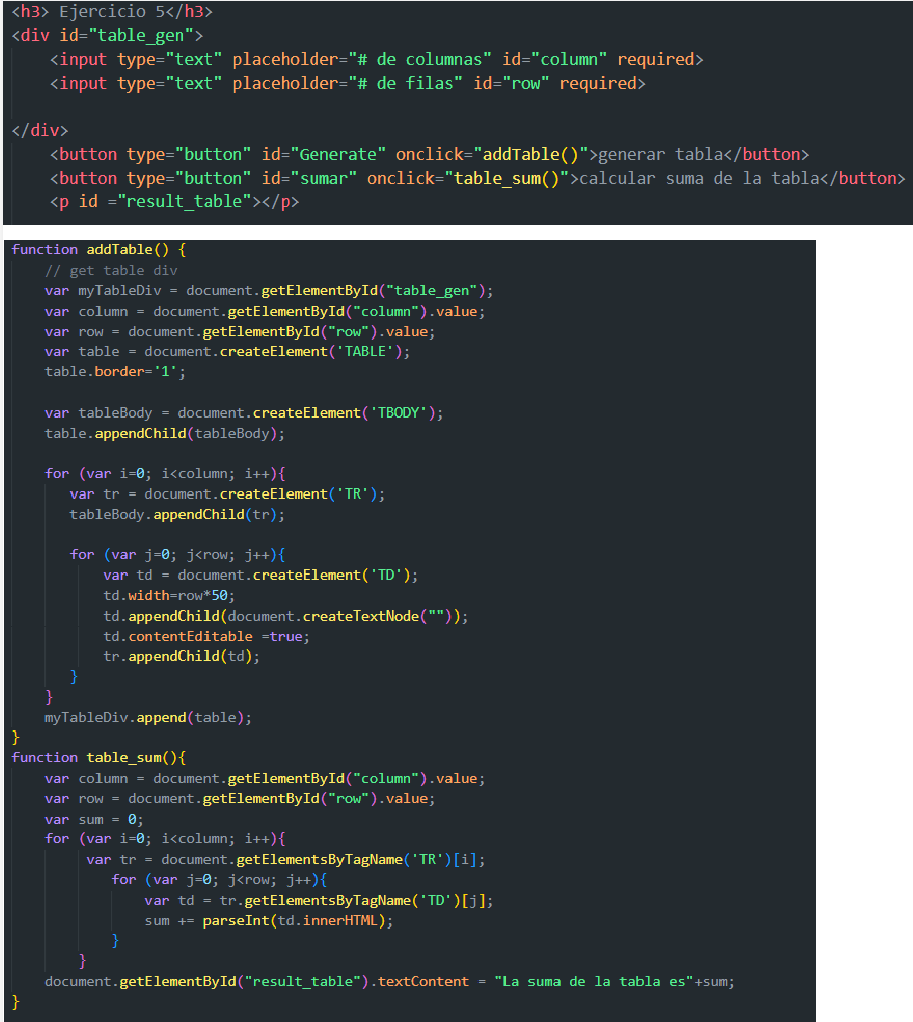 <h3> Ejercicio 5</h3>
<div id="table_gen">
    <input type="text" placeholder="# de columnas" id="column" required>
    <input type="text" placeholder="# de filas" id="row" required>

</div>
    <button type="button" id="Generate" onclick="addTable()">generar tabla</button>
    <button type="button" id="sumar" onclick="table_sum()">calcular suma de la tabla</button>
    <p id ="result_table"></p>
function addTable() {
    // get table div
    var myTableDiv = document.getElementById("table_gen");
    var column = document.getElementById("column").value;
    var row = document.getElementById("row").value;
    var table = document.createElement('TABLE');
    table.border='1';

    var tableBody = document.createElement('TBODY');
    table.appendChild(tableBody);

    for (var i=0; i<column; i++){
       var tr = document.createElement('TR');
       tableBody.appendChild(tr);

       for (var j=0; j<row; j++){
           var td = document.createElement('TD');
           td.width=row*50;
           td.appendChild(document.createTextNode(""));
           td.contentEditable =true;
           tr.appendChild(td);
       }
    }
    myTableDiv.append(table);
}
function table_sum(){
    var column = document.getElementById("column").value;
    var row = document.getElementById("row").value;
    var sum = 0;
    for (var i=0; i<column; i++){
         var tr = document.getElementsByTagName('TR')[i];
            for (var j=0; j<row; j++){
                var td = tr.getElementsByTagName('TD')[j];
                sum += parseInt(td.innerHTML);
            }
        }
    document.getElementById("result_table").textContent = "La suma de la tabla es"+sum;
}